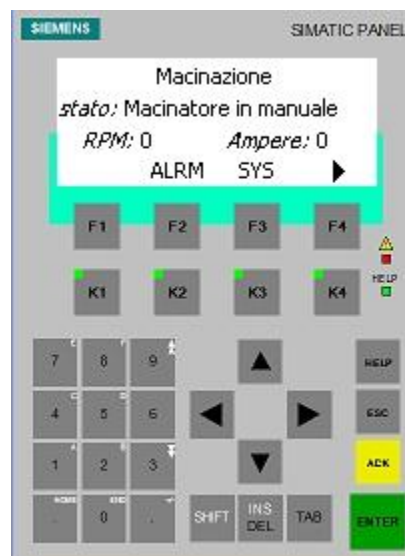 SIEMENS SIMATIC PANEL
Macinazione
stato: Macinatore in manuale
RPM: 0 Ampere: 0
ALRM SYS
F1 F2 F3 F4
HELP
K1 K2 K3 K4
7 8 9 HELP
4 5 6 ESC
1 2 3 ACK
0 SHIFT INS DEL TAB ENTER